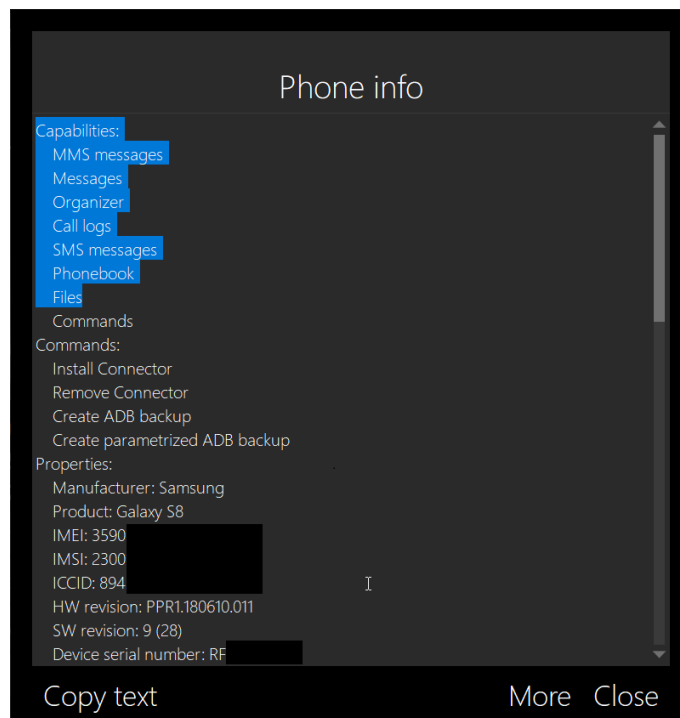 Phone info
Capabilities:
MMS messages
Messages
Organizer
Call logs
SMS messages
Phonebook
Files
Commands
Commands:
Install Connector
Remove Connector
Create ADB backup
Create parametrized ADB backup
Properties:
Manufacturer: Samsung
Product: Galaxy S8
IMEI: 3590
IMSI: 2300
ICCID: 894
HW revision: PPR1.180610.011
SW revision: 9 (28)
Device serial number: RF
Copy text More Close